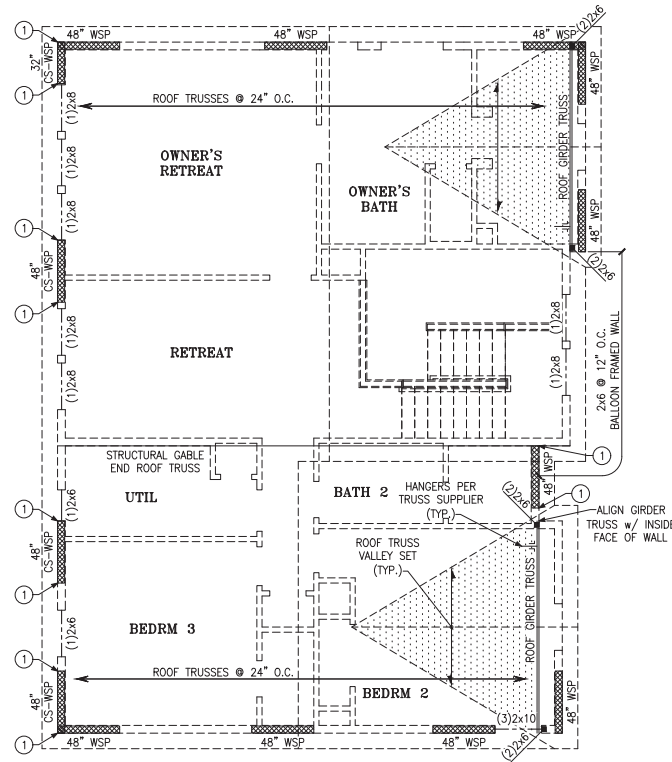 1
48" WSP
48" WSP
48" WSP
(2)2x6
32"
CS-WSP
48" WSP
1
(1)2x8
ROOF TRUSSES @ 24" O.C.
ROOF GIRDER TRUSS
(1)2x8
OWNER'S
RETREAT
OWNER'S
BATH
(1)2x8
48" WSP
1
48"
CS-WSP
(2)2x6
1
(1)2x8
(1)2x8
RETREAT
(1)2x8
2x6 @ 12" O.C.
BALLOON FRAMED WALL
STRUCTURAL GABLE
END ROOF TRUSS
1
48" WSP
UTIL
BATH 2
HANGERS PER
TRUSS SUPPLIER
(TYP.)
(2)2x6
1
(1)2x6
ALIGN GIRDER
TRUSS w/ INSIDE
FACE OF WALL
1
48"
CS-WSP
ROOF TRUSS
VALLEY SET
(TYP.)
ROOF GIRDER TRUSS
1
(1)2x6
BEDRM 3
1
ROOF TRUSSES @ 24" O.C.
BEDRM 2
48"
CS-WSP
(3)2x10
48" WSP
1
48" WSP
48" WSP
48" WSP
(2)2x6